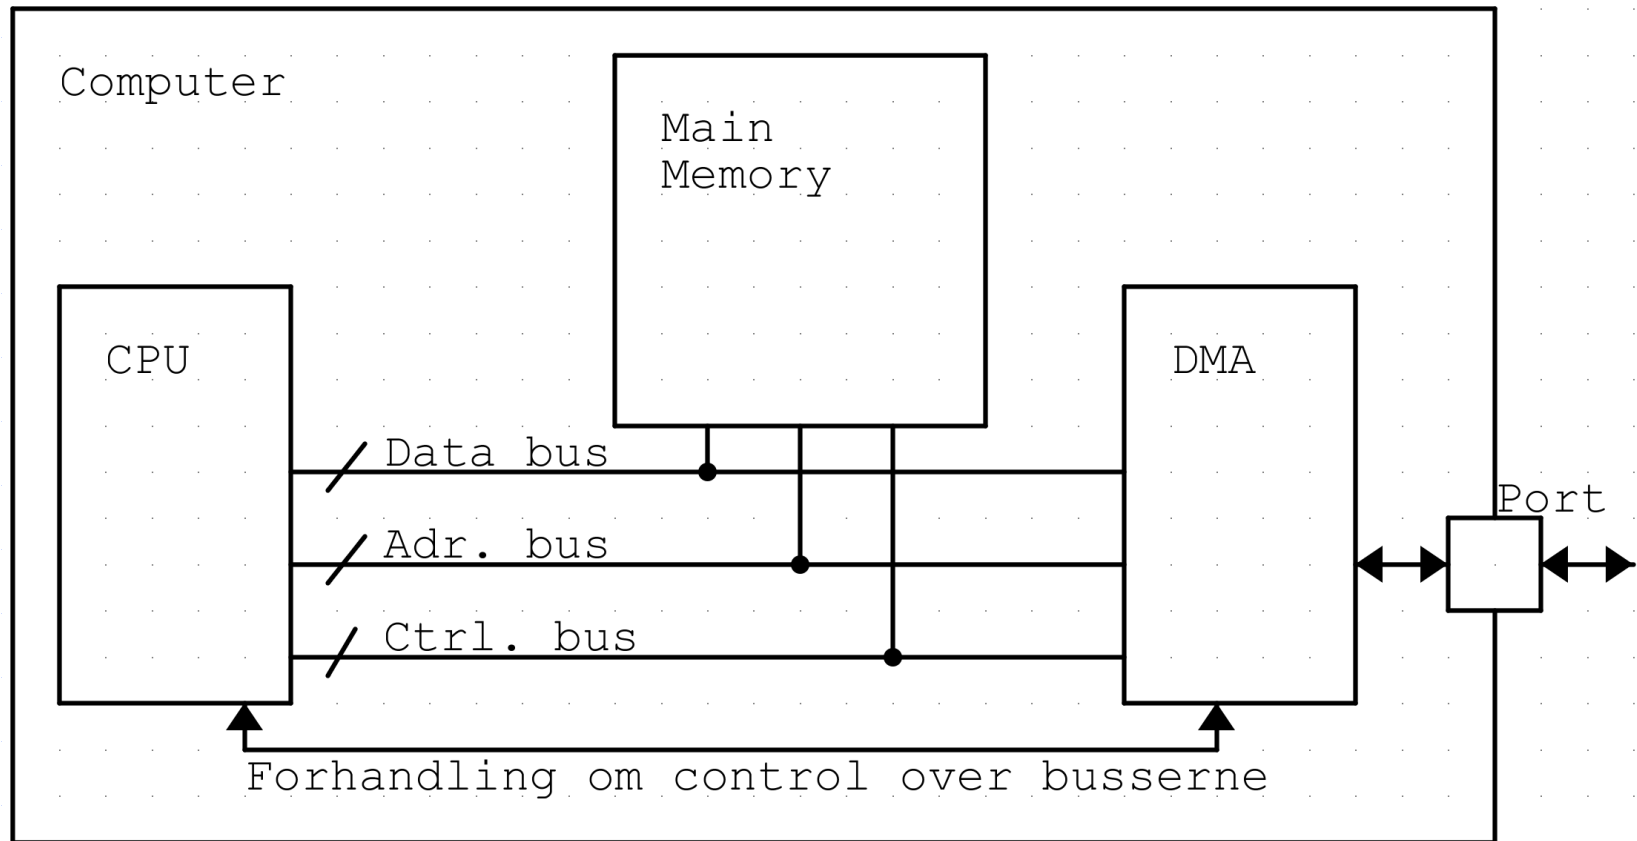 Computer
Main
Memory
CPU
DMA
Data bus
Port
Adr. bus
Ctrl. bus
Forhandling om control over busserne